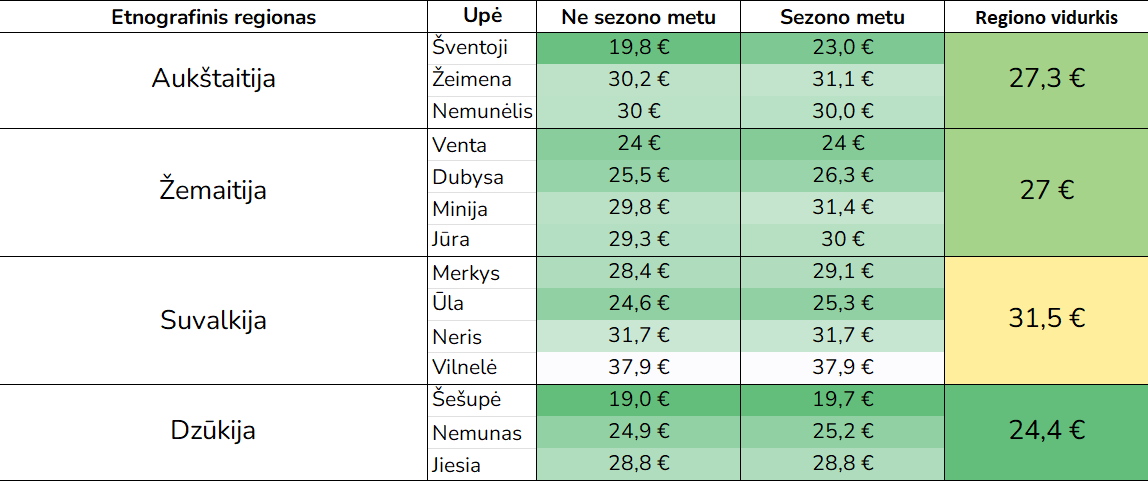 Etnografinis regionas Upė Ne sezono metu Sezono metu Regiono vidurkis
Aukštaitija Šventoji 19,8 € 23,0 € 27,3 €
Žeimena 30,2 € 31,1 €
Nemunėlis 30 € 30,0 €
Žemaitija Venta 24 € 24 € 27 €
Dubysa 25,5 € 26,3 €
Minija 29,8 € 31,4 €
Jūra 29,3 € 30 €
Suvalkija Merkys 28,4 € 29,1 € 31,5 €
Ūla 24,6 € 25,3 €
Neris 31,7 € 31,7 €
Vilnelė 37,9 € 37,9 €
Dzūkija Šešupė 19,0 € 19,7 € 24,4 €
Nemunas 24,9 € 25,2 €
Jiesia 28,8 € 28,8 €